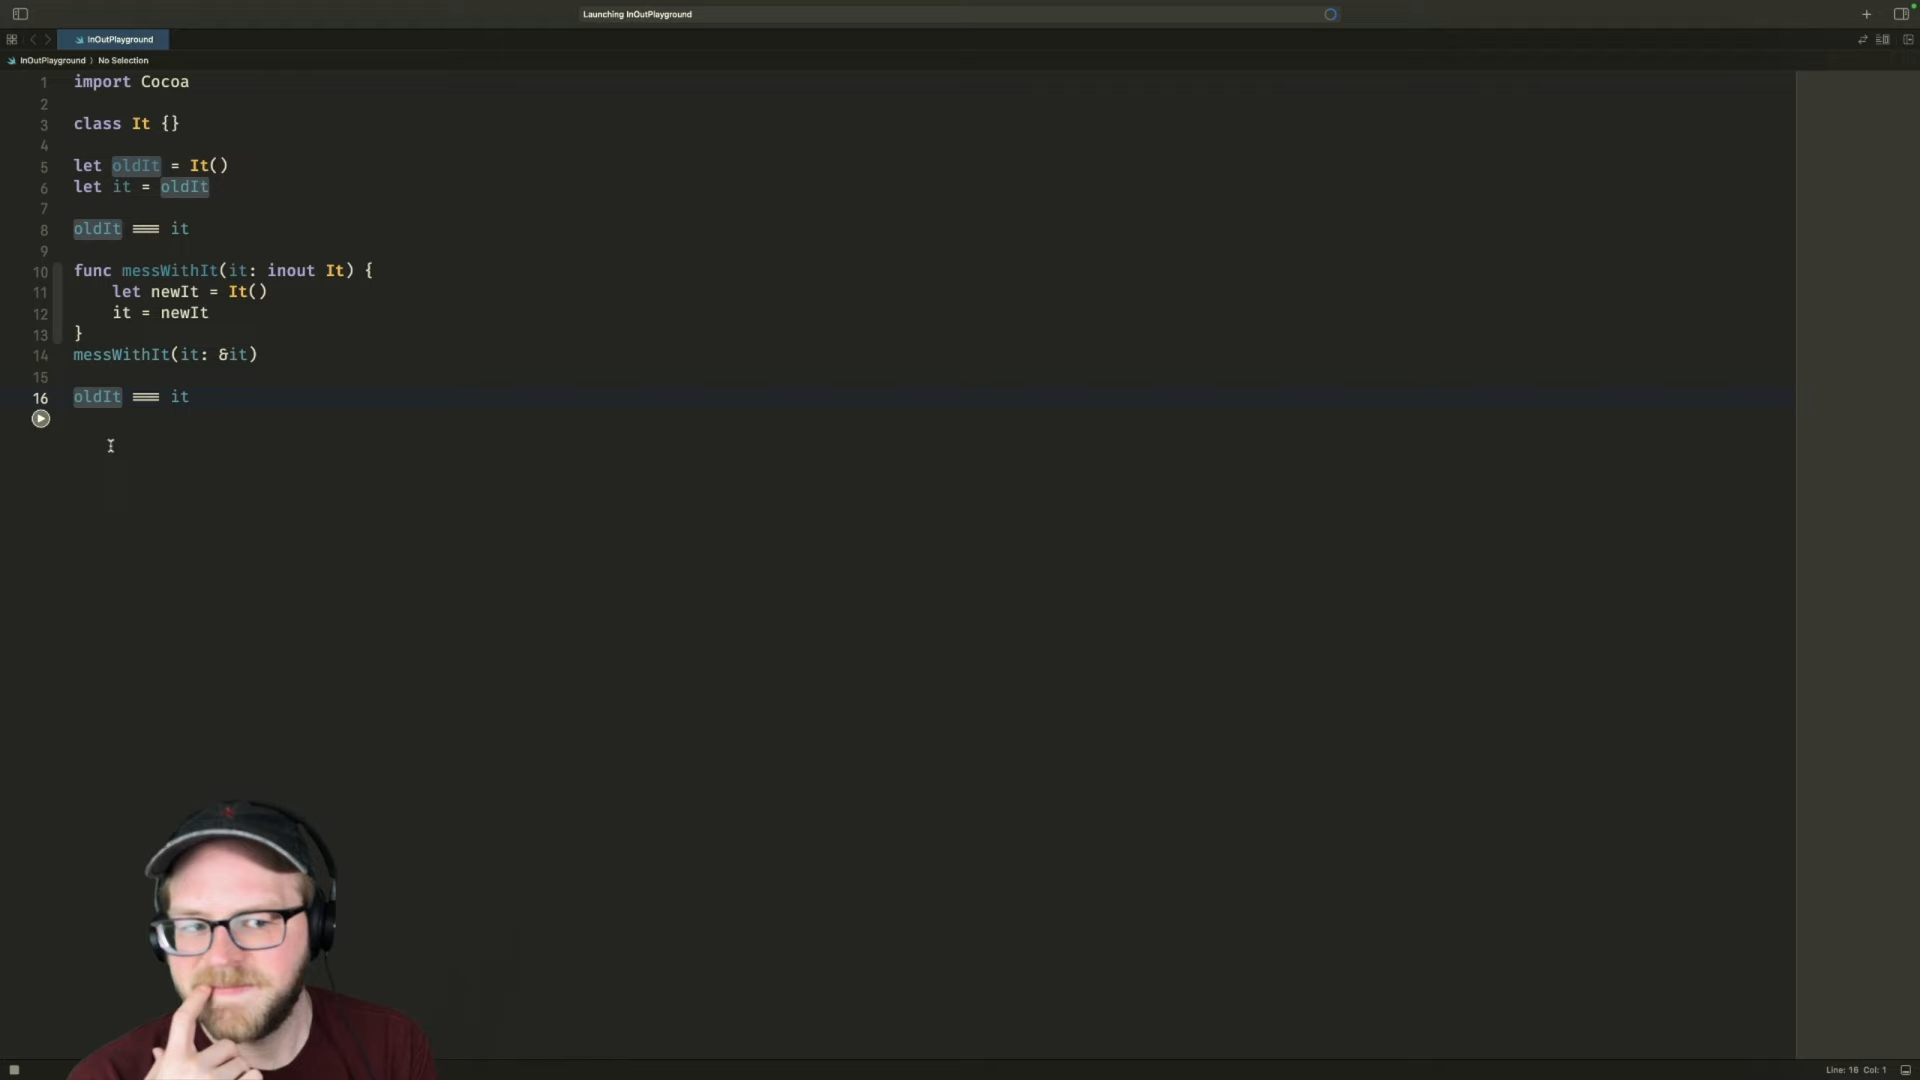 Launching InOutPlayground
InOutPlayground
InOutPlayground ⟩ No Selection
1 import Cocoa
2
3 class It {}
4
5 let oldIt = It()
6 let it = oldIt
7
8 oldIt === it
9
10 func messWithIt(it: inout It) {
11 let newIt = It()
12 it = newIt
13 }
14 messWithIt(it: &it)
15
16 oldIt === it
Line: 16 Col: 1